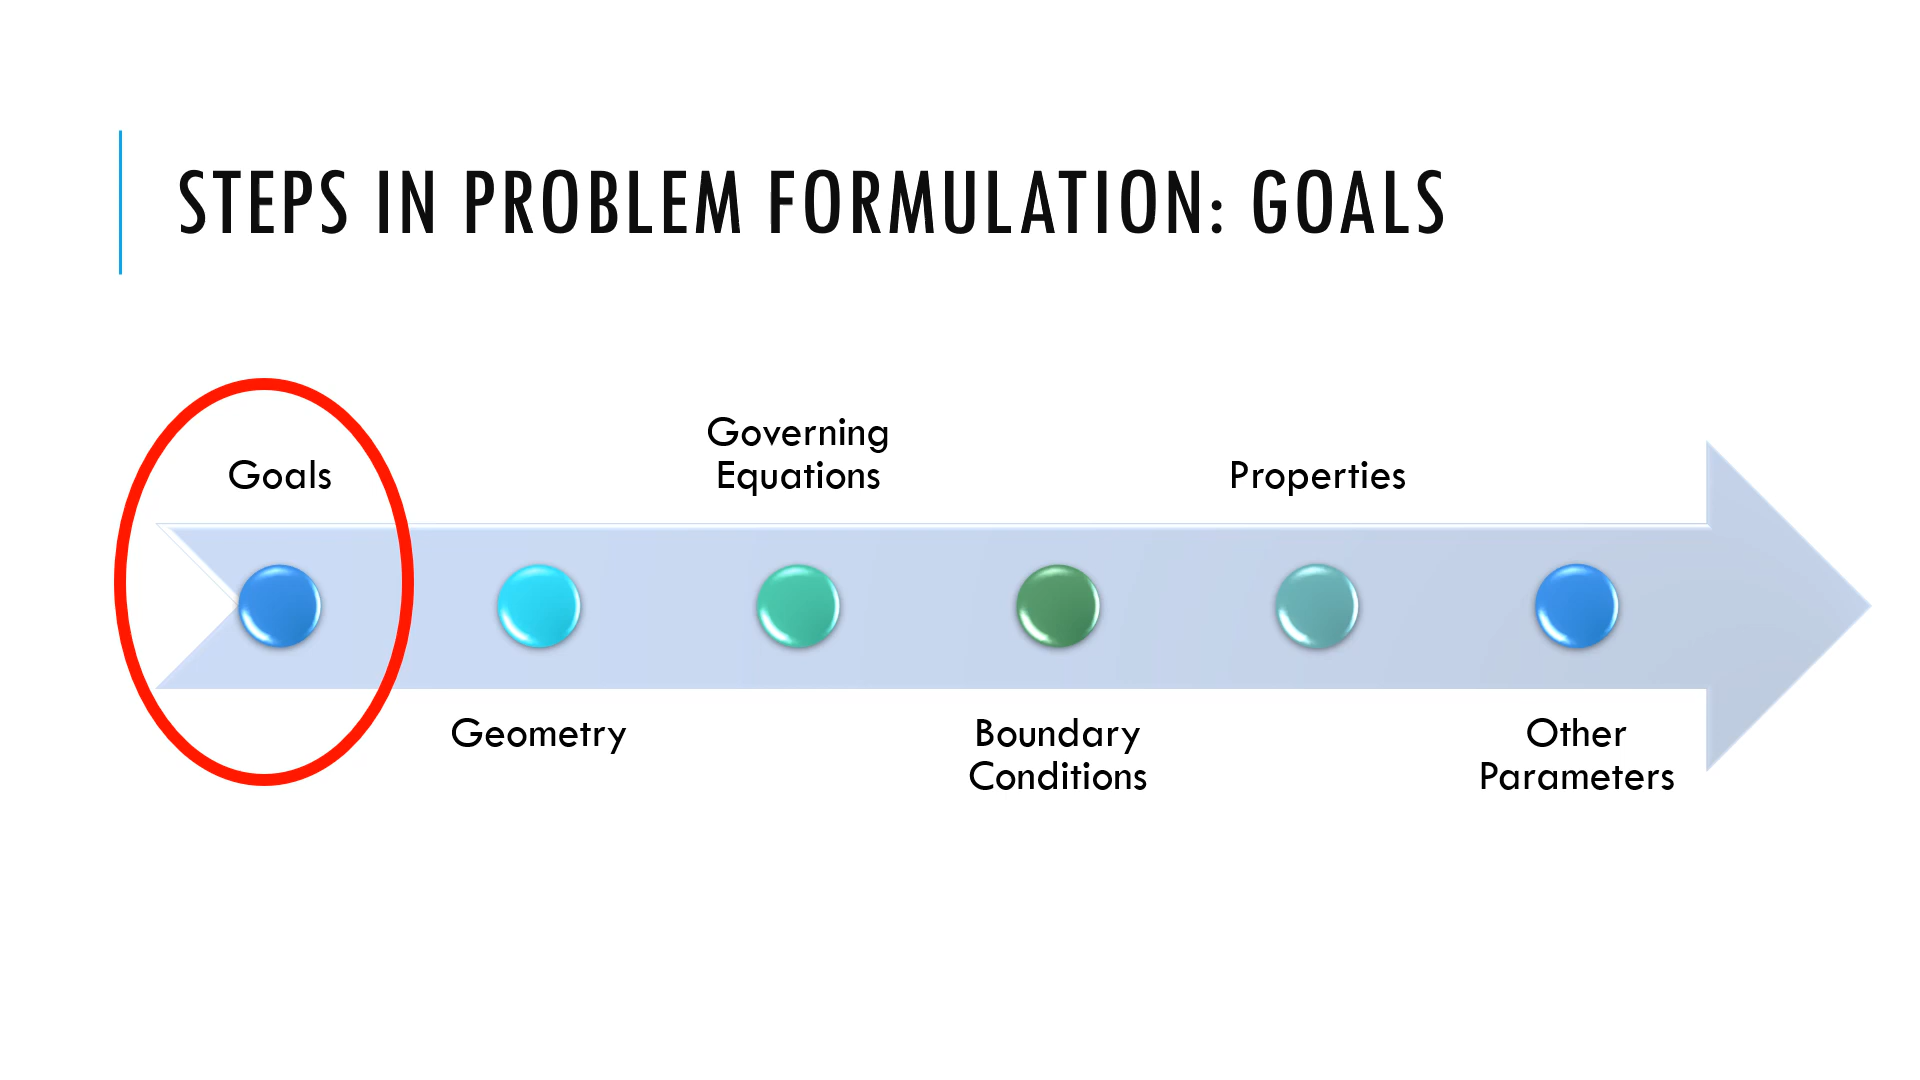 STEPS IN PROBLEM FORMULATION: GOALS
Goals
Geometry
Governing
Equations
Boundary
Conditions
Properties
Other
Parameters